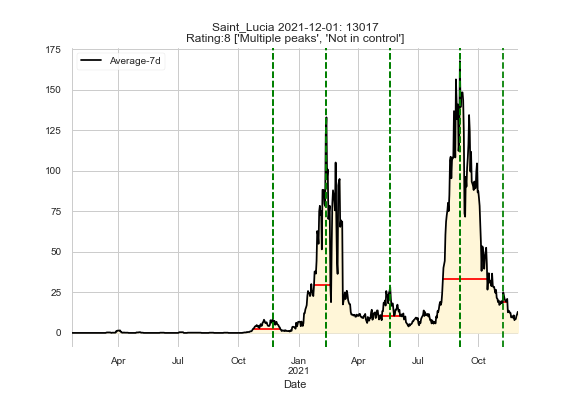 Saint_Lucia 2021-12-01: 13017
Rating:8 ['Multiple peaks', 'Not in control']
Average-7d
175
150
125
100
75
50
25
0
Apr Jul Oct Jan Apr Jul Oct
2021
Date